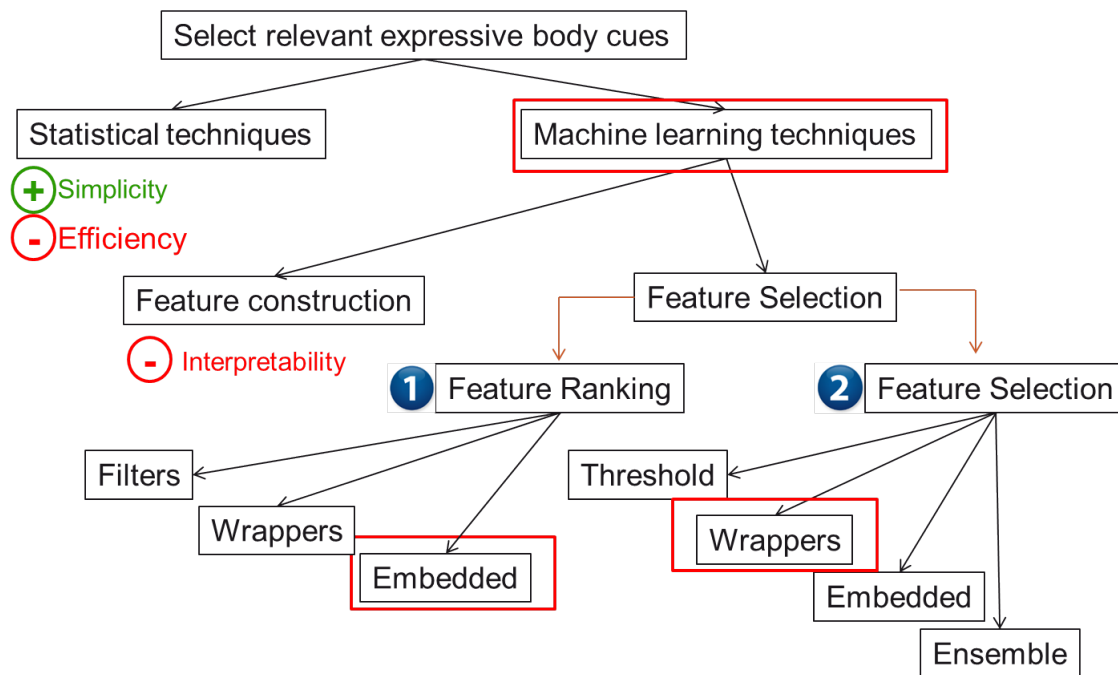 Select relevant expressive body cues
Statistical techniques
Machine learning techniques
+ Simplicity
- Efficiency
Feature construction
Feature Selection
- Interpretability
1 Feature Ranking
2 Feature Selection
Filters
Threshold
Wrappers
Wrappers
Embedded
Embedded
Ensemble